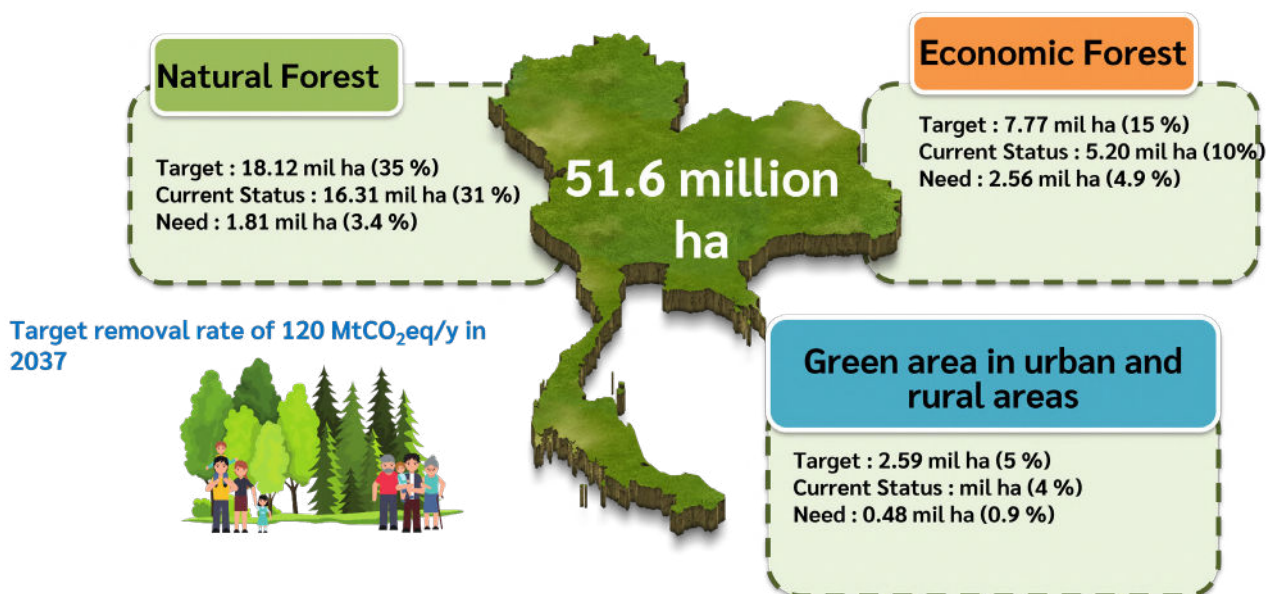 Natural Forest
Target : 18.12 mil ha (35 %)
Current Status : 16.31 mil ha (31 %)
Need : 1.81 mil ha (3.4 %)
Economic Forest
Target : 7.77 mil ha (15 %)
Current Status : 5.20 mil ha (10%)
Need : 2.56 mil ha (4.9 %)
51.6 million
ha
Target removal rate of 120 MtCO₂eq/y in
2037
Green area in urban and
rural areas
Target : 2.59 mil ha (5 %)
Current Status : mil ha (4 %)
Need : 0.48 mil ha (0.9 %)